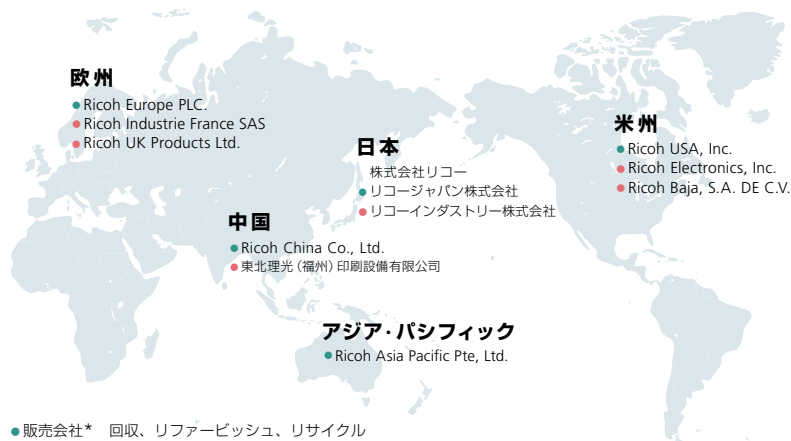 欧州
●Ricoh Europe PLC.
●Ricoh Industrie France SAS
●Ricoh UK Products Ltd.
日本
株式会社リコー
●リコージャパン株式会社
●リコーインダストリー株式会社
米州
●Ricoh USA, Inc.
●Ricoh Electronics, Inc.
●Ricoh Baja, S.A. DE C.V.
中国
●Ricoh China Co., Ltd.
●東北理光（福州）印刷設備有限公司
アジア・パシフィック
●Ricoh Asia Pacific Pte, Ltd.
●販売会社* 回収、リファービッシュ、リサイクル